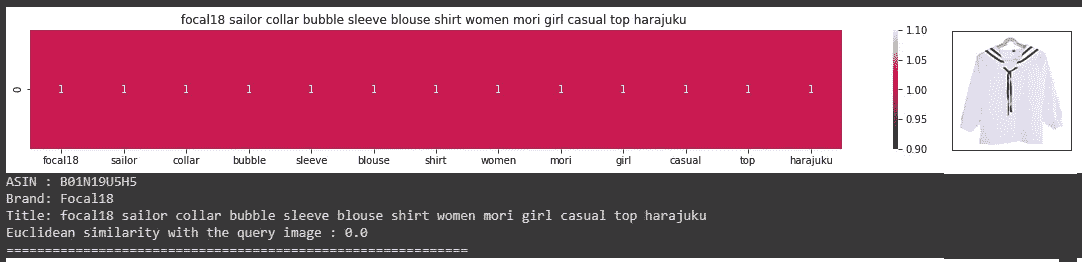 focal18 sailor collar bubble sleeve blouse shirt women mori girl casual top harajuku
1.10
1.05
1.00
0.95
0.90
0
1 1 1 1 1 1 1 1 1 1 1 1 1
focal18 sailor collar bubble sleeve blouse shirt women mori girl casual top harajuku
ASIN : B01N19U5H5
Brand: Focal18
Title: focal18 sailor collar bubble sleeve blouse shirt women mori girl casual top harajuku
Euclidean similarity with the query image : 0.0
============================================================